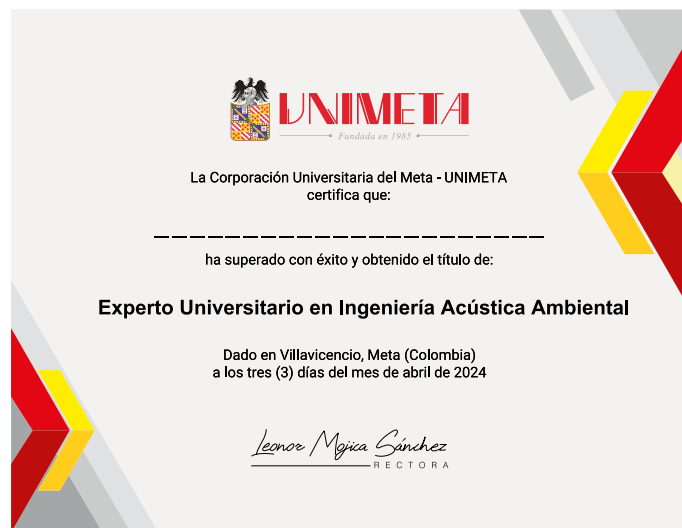 UNIMETA
Fundada en 1985
La Corporación Universitaria del Meta - UNIMETA
certifica que:
ha superado con éxito y obtenido el título de:
Experto Universitario en Ingeniería Acústica Ambiental
Dado en Villavicencio, Meta (Colombia)
a los tres (3) días del mes de abril de 2024
Leonor Mojica Sánchez
RECTORA